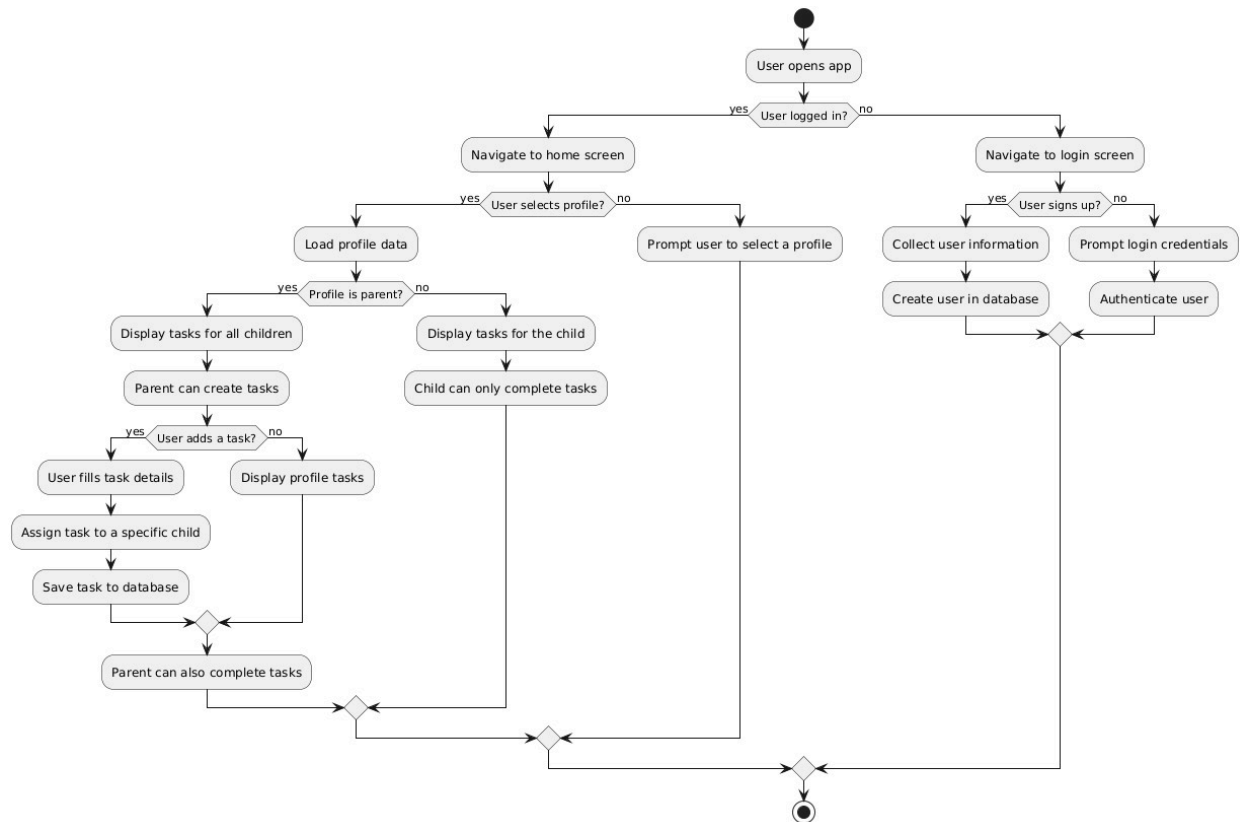 User opens app
yes
User logged in?
no
Navigate to home screen
Navigate to login screen
yes
User selects profile?
no
yes
User signs up?
no
Load profile data
Prompt user to select a profile
Collect user information
Prompt login credentials
yes
Profile is parent?
no
Create user in database
Authenticate user
Display tasks for all children
Display tasks for the child
Parent can create tasks
Child can only complete tasks
yes
User adds a task?
no
User fills task details
Display profile tasks
Assign task to a specific child
Save task to database
Parent can also complete tasks